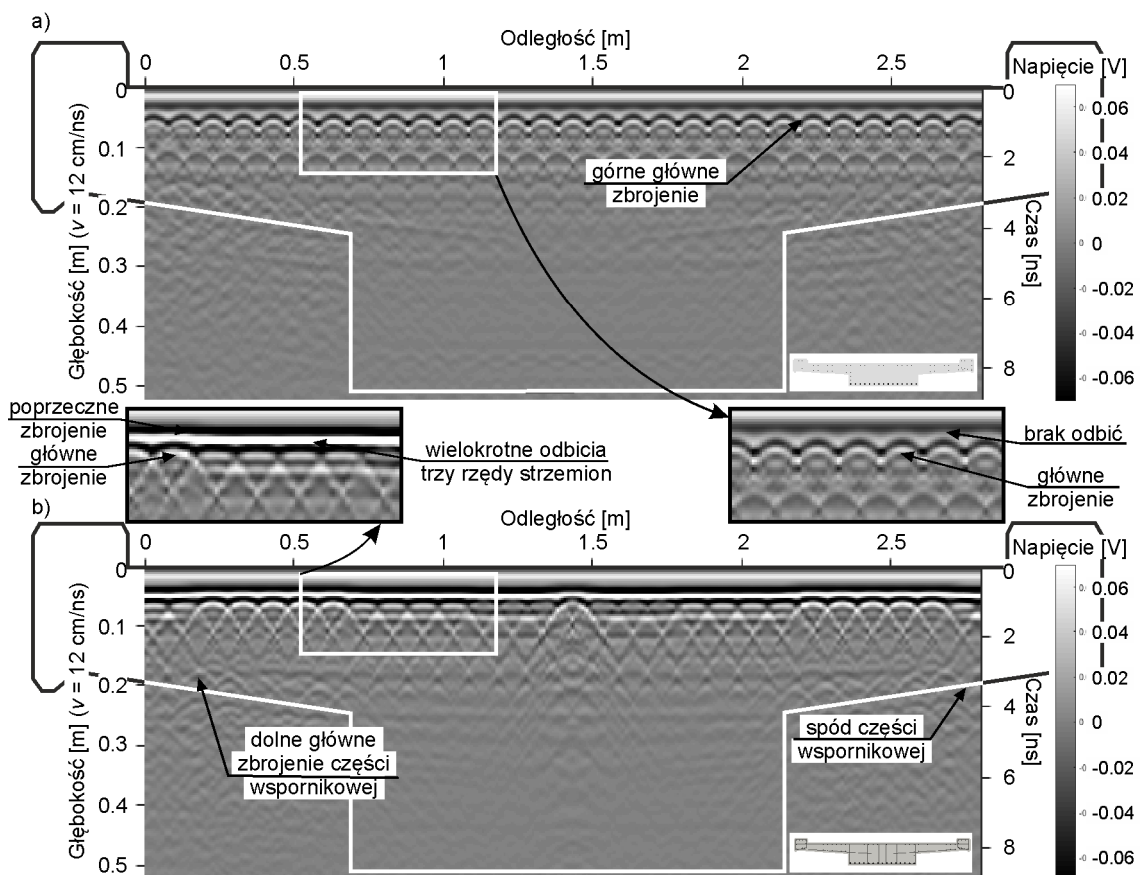 a)
Odległość [m]
0 0.5 1 1.5 2 2.5
Napięcie [V]
0
0.1
0.2
0.3
0.4
0.5
Głębokość [m] (v = 12 cm/ns)
0
2
4
6
8
Czas [ns]
0.06
0.04
0.02
0
-0.02
-0.04
-0.06
górne główne
zbrojenie
poprzeczne
zbrojenie
główne
zbrojenie
wielokrotne odbicia
trzy rzędy strzemion
brak odbić
główne
zbrojenie
b)
Odległość [m]
0 0.5 1 1.5 2 2.5
Napięcie [V]
0
0.1
0.2
0.3
0.4
0.5
Głębokość [m] (v = 12 cm/ns)
0
2
4
6
8
Czas [ns]
0.06
0.04
0.02
0
-0.02
-0.04
-0.06
dolne główne
zbrojenie części
wspornikowej
spód części
wspornikowej